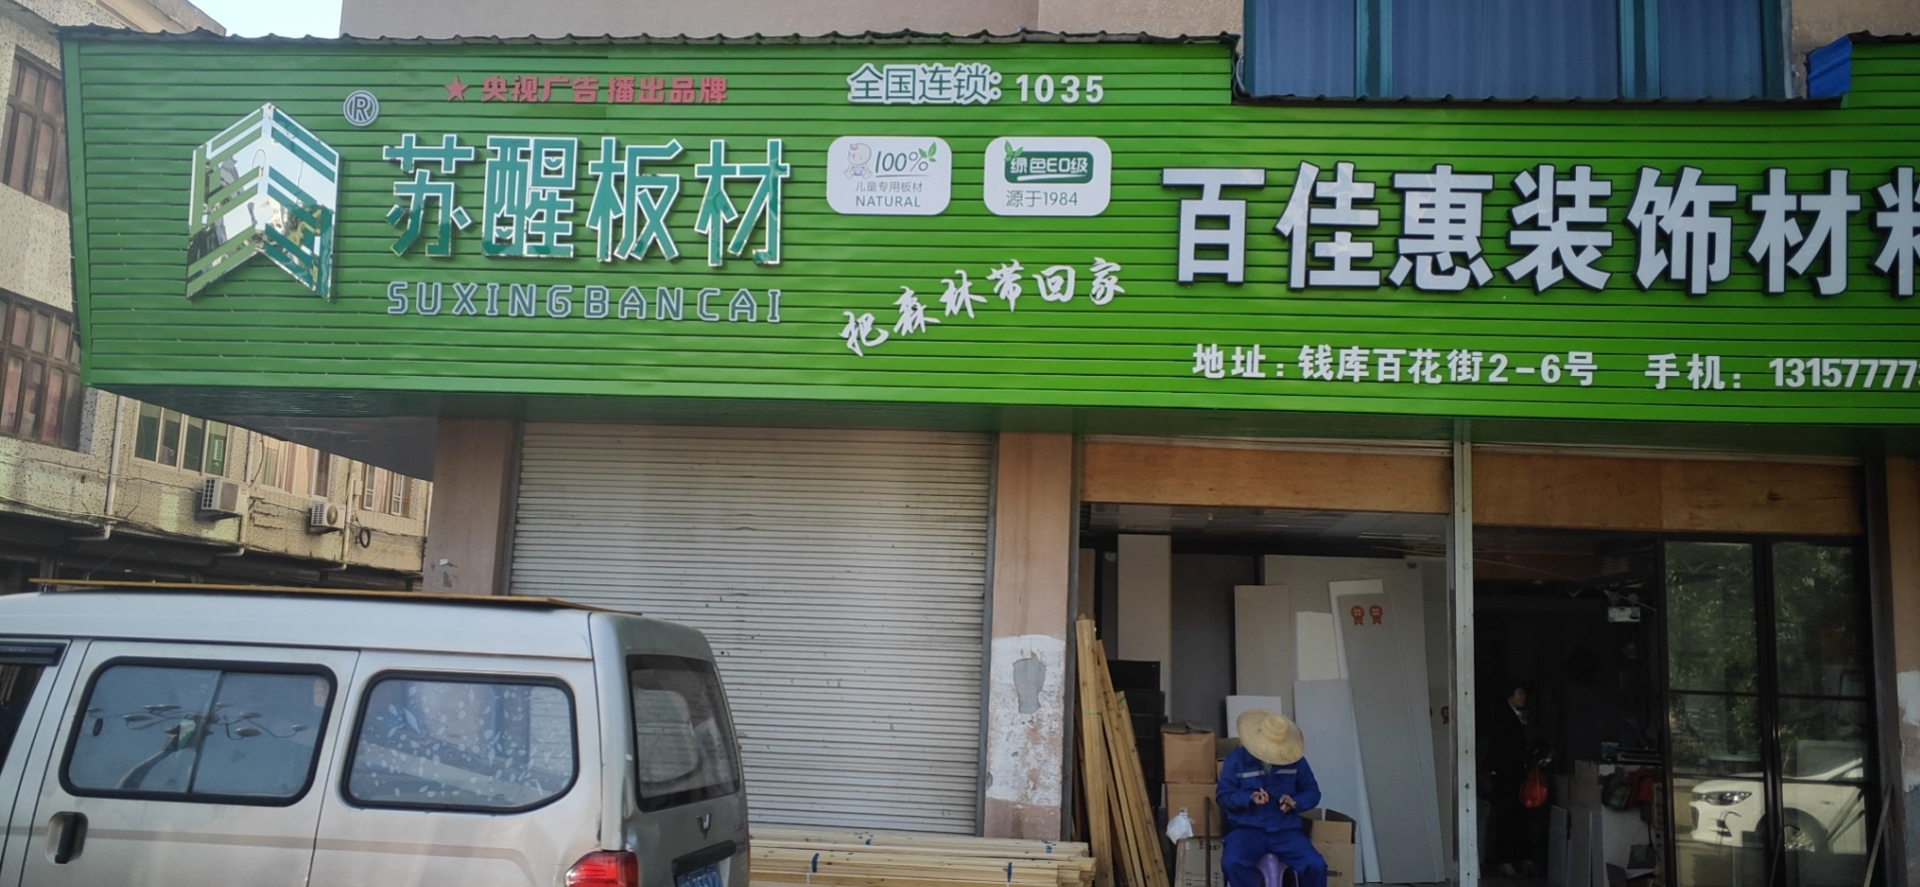 ★ 央视广告 播出品牌
全国连锁: 1035
®
苏醒板材
SUXINGBANCAI
100%
儿童专用板材
NATURAL
绿色E0级
源于1984
把森林带回家
百佳惠装饰材料
地址：钱库百花街2-6号 手机：13157777